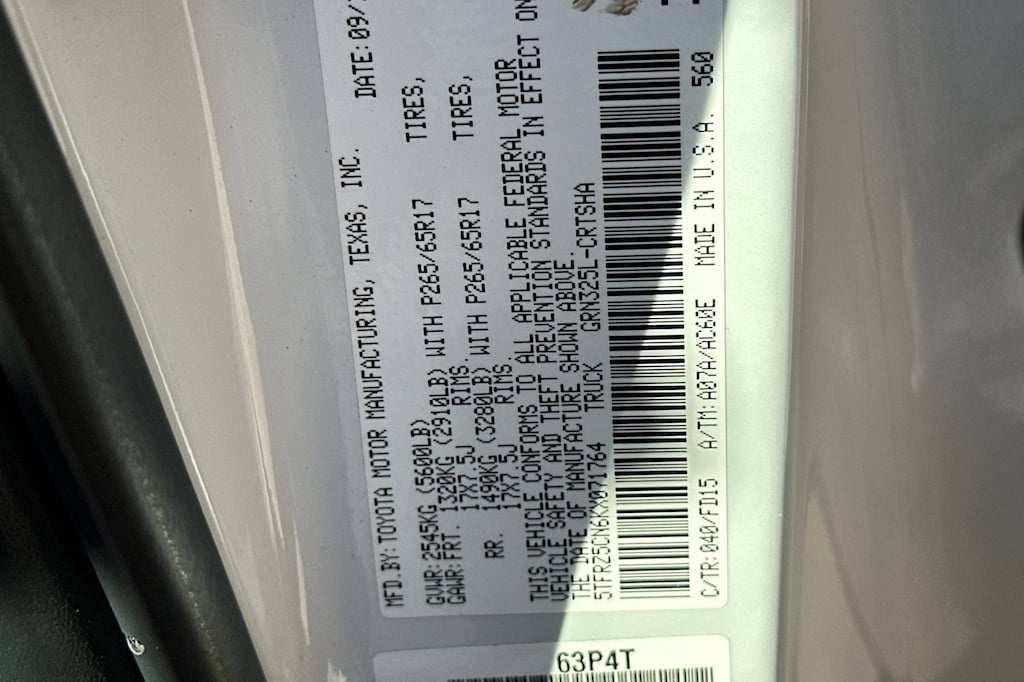 MFD.BY:TOYOTA MOTOR MANUFACTURING, TEXAS, INC. DATE:09/
GVWR:2545KG (5600LB)
GAWR:FRT. 1320KG (2910LB) WITH P265/65R17 TIRES,
17X7.5J RIMS.
RR. 1490KG (3280LB) WITH P265/65R17 TIRES,
17X7.5J RIMS
THIS VEHICLE CONFORMS TO ALL APPLICABLE FEDERAL MOTOR
VEHICLE SAFETY AND THEFT PREVENTION STANDARDS IN EFFECT ON
THE DATE OF MANUFACTURE SHOWN ABOVE.
5TFRZ5CN6KX071764 TRUCK GRN325L-CRTSHA
C/TR:040/FD15 A/TM:A07A/AC60E MADE IN U.S.A. 560
63P4T